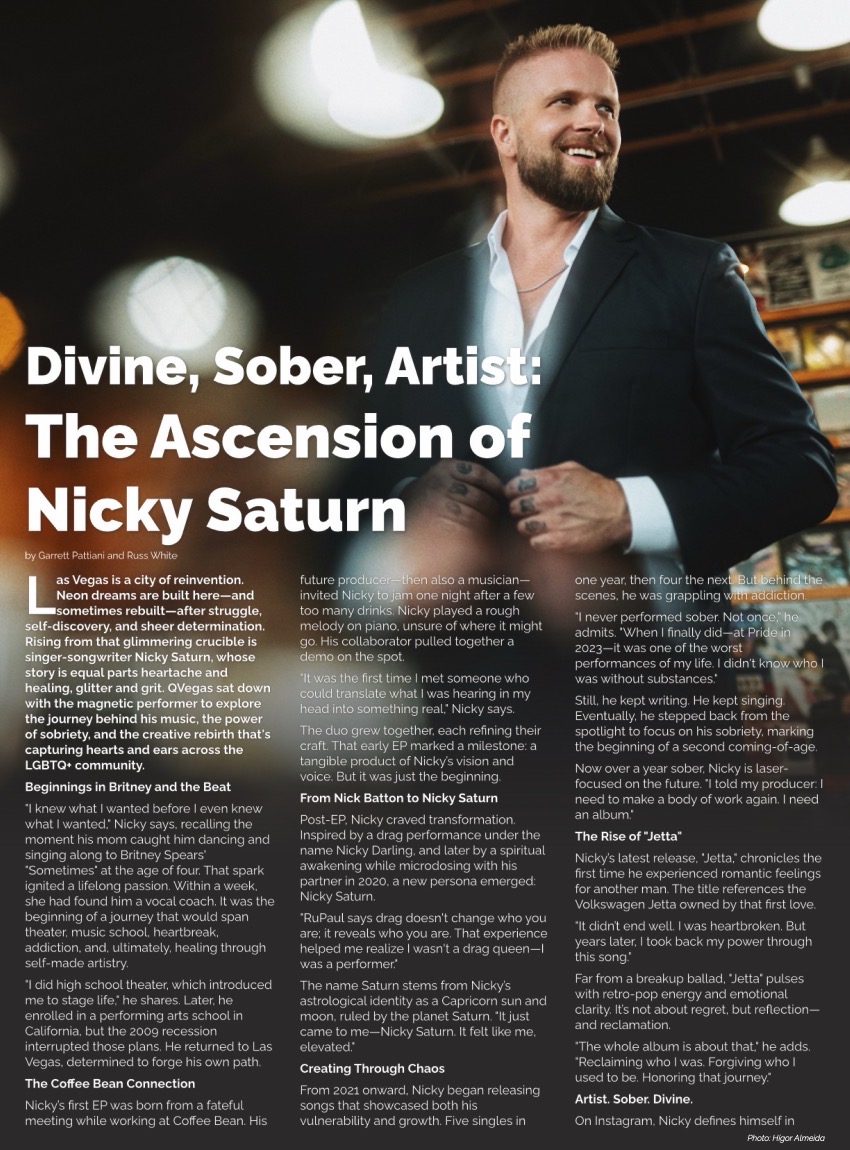 Divine, Sober, Artist:
The Ascension of
Nicky Saturn
by Garrett Pattiani and Russ White
Las Vegas is a city of reinvention.
Neon dreams are built here—and
sometimes rebuilt—after struggle,
self-discovery, and sheer determination.
Rising from that glimmering crucible is
singer-songwriter Nicky Saturn, whose
story is equal parts heartache and
healing, glitter and grit. QVegas sat down
with the magnetic performer to explore
the journey behind his music, the power
of sobriety, and the creative rebirth that's
capturing hearts and ears across the
LGBTQ+ community.
Beginnings in Britney and the Beat
"I knew what I wanted before I even knew
what I wanted," Nicky says, recalling the
moment his mom caught him dancing and
singing along to Britney Spears'
"Sometimes" at the age of four. That spark
ignited a lifelong passion. Within a week,
she had found him a vocal coach. It was the
beginning of a journey that would span
theater, music school, heartbreak,
addiction, and, ultimately, healing through
self-made artistry.
"I did high school theater, which introduced
me to stage life," he shares. Later, he
enrolled in a performing arts school in
California, but the 2009 recession
interrupted those plans. He returned to Las
Vegas, determined to forge his own path.
The Coffee Bean Connection
Nicky's first EP was born from a fateful
meeting while working at Coffee Bean. His
future producer—then also a musician—
invited Nicky to jam one night after a few
too many drinks. Nicky played a rough
melody on piano, unsure of where it might
go. His collaborator pulled together a
demo on the spot.
"It was the first time I met someone who
could translate what I was hearing in my
head into something real," Nicky says.
The duo grew together, each refining their
craft. That early EP marked a milestone: a
tangible product of Nicky's vision and
voice. But it was just the beginning.
From Nick Batton to Nicky Saturn
Post-EP, Nicky craved transformation.
Inspired by a drag performance under the
name Nicky Darling, and later by a spiritual
awakening while microdosing with his
partner in 2020, a new persona emerged:
Nicky Saturn.
"RuPaul says drag doesn't change who you
are; it reveals who you are. That experience
helped me realize I wasn't a drag queen—I
was a performer."
The name Saturn stems from Nicky's
astrological identity as a Capricorn sun and
moon, ruled by the planet Saturn. "It just
came to me—Nicky Saturn. It felt like me,
elevated."
Creating Through Chaos
From 2021 onward, Nicky began releasing
songs that showcased both his
vulnerability and growth. Five singles in
one year, then four the next. But behind the
scenes, he was grappling with addiction.
"I never performed sober. Not once," he
admits. "When I finally did—at Pride in
2023—it was one of the worst
performances of my life. I didn't know who I
was without substances."
Still, he kept writing. He kept singing.
Eventually, he stepped back from the
spotlight to focus on his sobriety, marking
the beginning of a second coming-of-age.
Now over a year sober, Nicky is laser-
focused on the future. "I told my producer: I
need to make a body of work again. I need
an album."
The Rise of "Jetta"
Nicky's latest release, "Jetta," chronicles the
first time he experienced romantic feelings
for another man. The title references the
Volkswagen Jetta owned by that first love.
"It didn't end well. I was heartbroken. But
years later, I took back my power through
this song."
Far from a breakup ballad, "Jetta" pulses
with retro-pop energy and emotional
clarity. It's not about regret, but reflection—
and reclamation.
"The whole album is about that," he adds.
"Reclaiming who I was. Forgiving who I
used to be. Honoring that journey."
Artist. Sober. Divine.
On Instagram, Nicky defines himself in
Photo: Higor Almeida